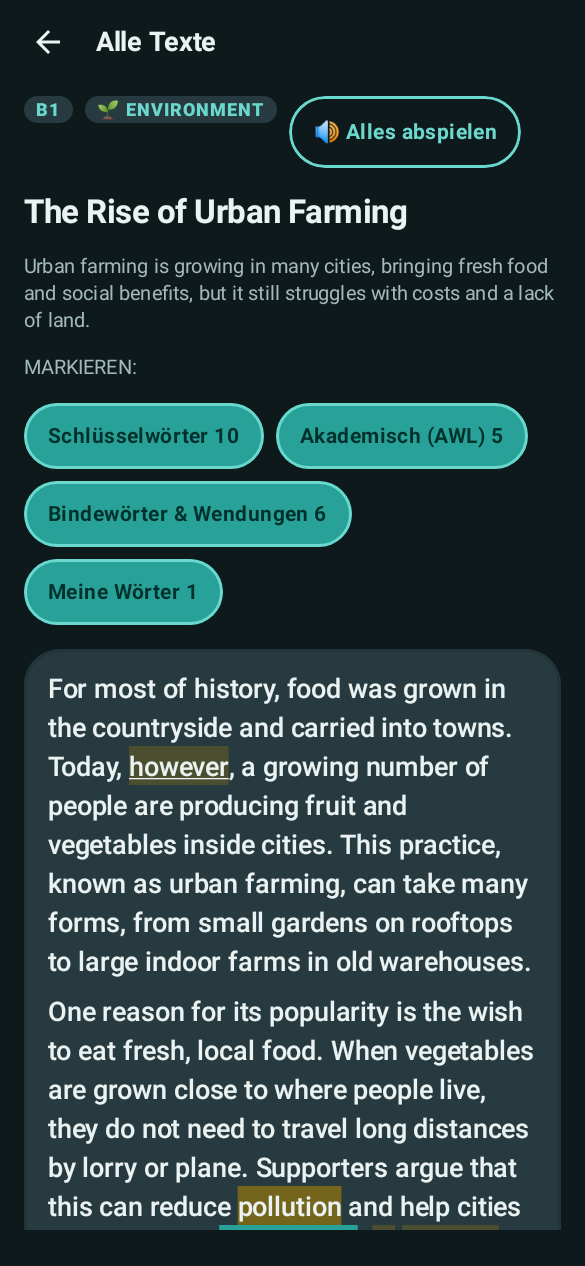 Alle Texte
B1
🌱 ENVIRONMENT
🔊 Alles abspielen
The Rise of Urban Farming
Urban farming is growing in many cities, bringing fresh food
and social benefits, but it still struggles with costs and a lack
of land.
MARKIEREN:
Schlüsselwörter 10
Akademisch (AWL) 5
Bindewörter & Wendungen 6
Meine Wörter 1
For most of history, food was grown in
the countryside and carried into towns.
Today, however, a growing number of
people are producing fruit and
vegetables inside cities. This practice,
known as urban farming, can take many
forms, from small gardens on rooftops
to large indoor farms in old warehouses.
One reason for its popularity is the wish
to eat fresh, local food. When vegetables
are grown close to where people live,
they do not need to travel long distances
by lorry or plane. Supporters argue that
this can reduce pollution and help cities